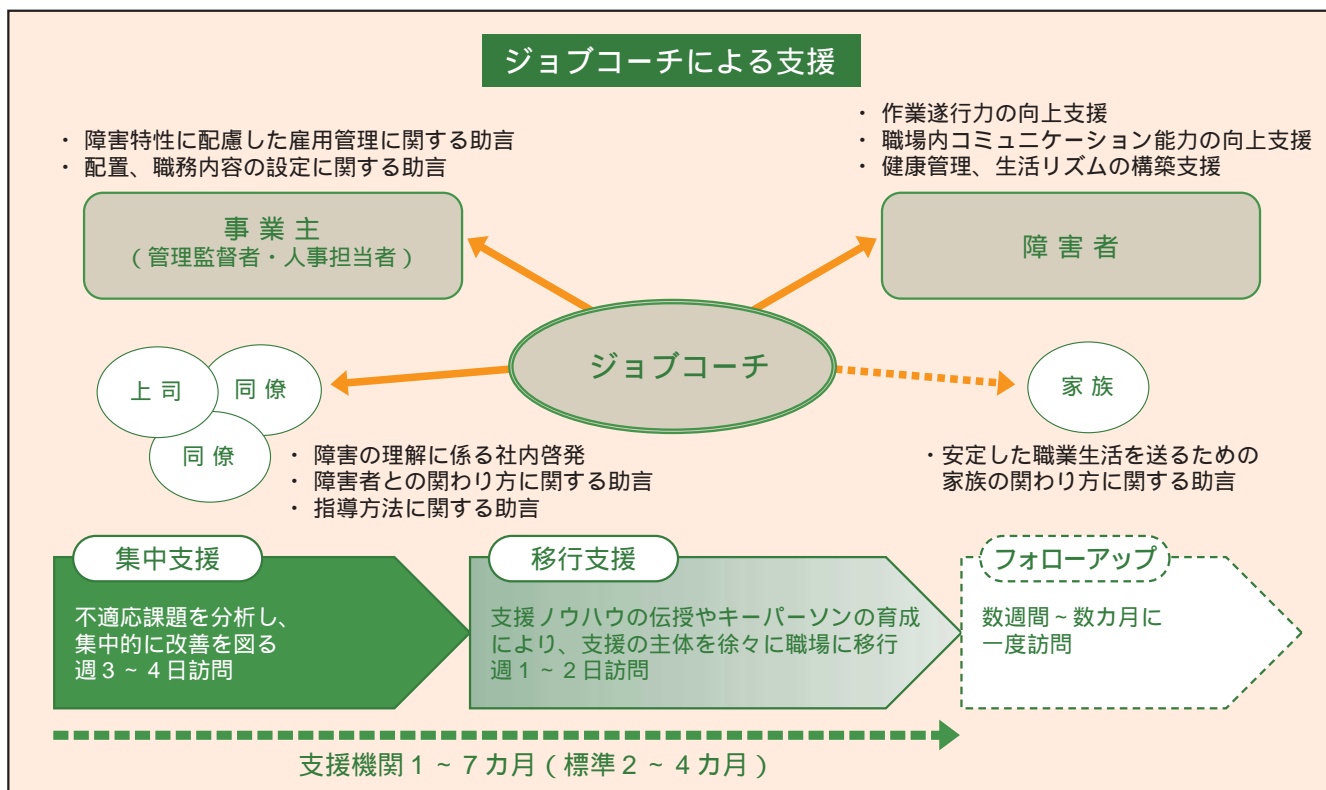 ジョブコーチによる支援
・ 障害特性に配慮した雇用管理に関する助言
・ 配置、職務内容の設定に関する助言
・ 作業遂行力の向上支援
・ 職場内コミュニケーション能力の向上支援
・ 健康管理、生活リズムの構築支援
事 業 主
( 管理監督者・人事担当者 )
障 害 者
ジョブコーチ
上 司
同 僚
同 僚
家 族
・ 障害の理解に係る社内啓発
・ 障害者との関わり方に関する助言
・ 指導方法に関する助言
・安定した職業生活を送るための
家族の関わり方に関する助言
集中支援
不適応課題を分析し、
集中的に改善を図る
週３~４日訪問
移行支援
支援ノウハウの伝授やキーパーソンの育成
により、支援の主体を徐々に職場に移行
週１~２日訪問
フォローアップ
数週間~数カ月に
一度訪問
支援機関１~７カ月 ( 標準２~４カ月 )